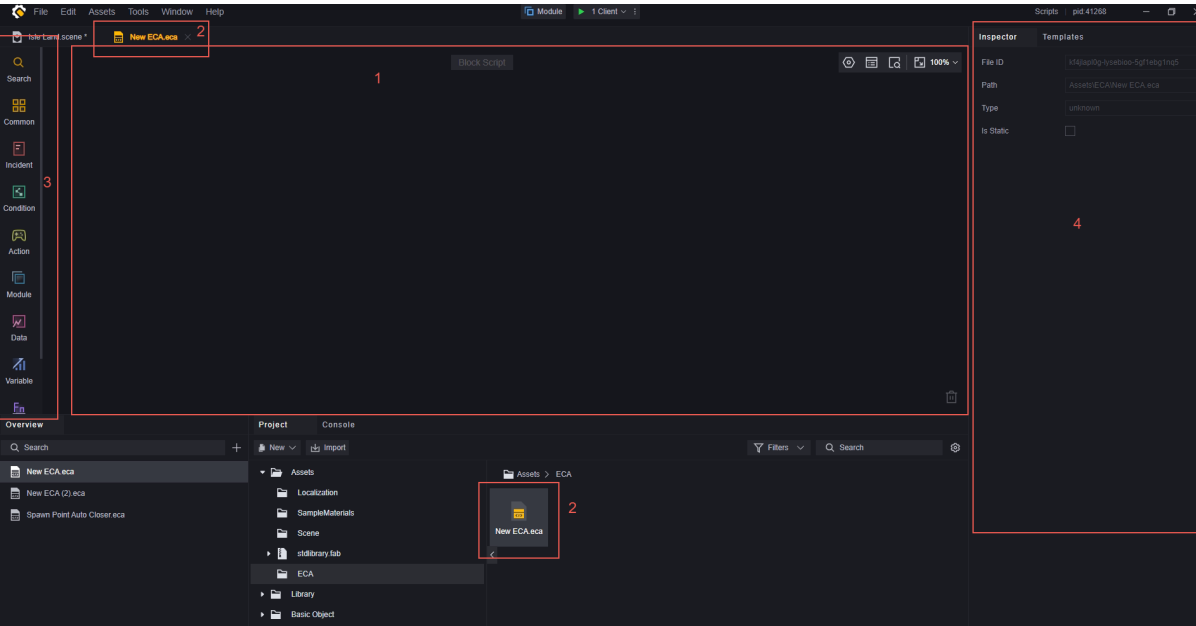 File Edit Assets Tools Window Help
Module
1 Client
Scripts pid:41268
Isle Land.scene *
New ECA.eca
2
Inspector Templates
1
Block Script
100%
Search
Common
Incident
Condition
Action
Module
Data
Variable
Fn
3
File ID
Path Assets\ECA\New ECA.eca
Type unknown
Is Static
4
Overview
Search
New ECA.eca
New ECA (2).eca
Spawn Point Auto Closer.eca
Project Console
New Import
Filters Search
Assets
Localization
SampleMaterials
Scene
stdlibrary.fab
ECA
Library
Basic Object
Assets > ECA
New ECA.eca
2